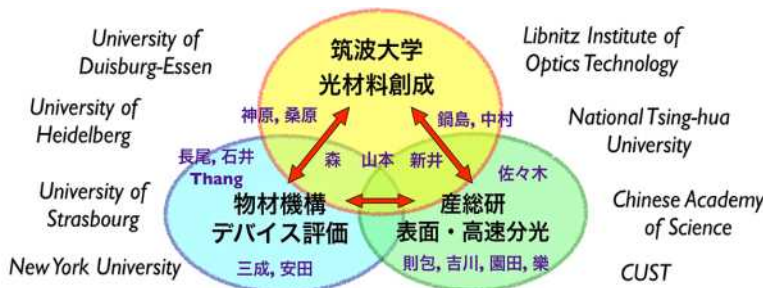 University of
Duisburg-Essen
University of
Heidelberg
University of
Strasbourg
New York University
筑波大学
光材料創成
神原, 桑原
鍋島, 中村
長尾, 石井
Thang
森 山本 新井
佐々木
物材機構
デバイス評価
産総研
表面・高速分光
三成, 安田
則包, 吉川, 園田, 樂
Libnitz Institute of
Optics Technology
National Tsing-hua
University
Chinese Academy
of Science
CUST